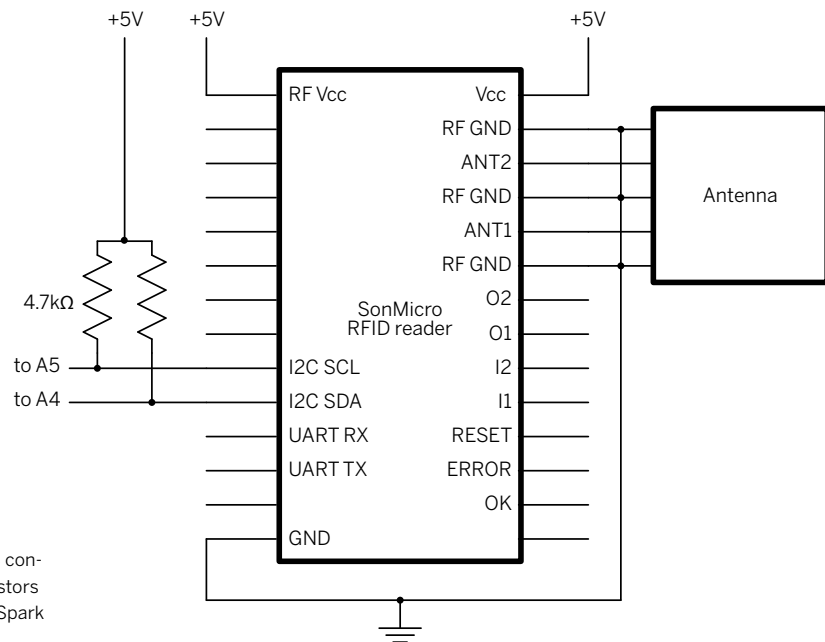 +5V
+5V
+5V
RF Vcc
Vcc
RF GND
ANT2
RF GND
Antenna
ANT1
RF GND
4.7kΩ
SonMicro
RFID reader
O2
O1
to A5
I2C SCL
I2
to A4
I2C SDA
I1
UART RX
RESET
UART TX
ERROR
OK
GND
con-
stors
Spark